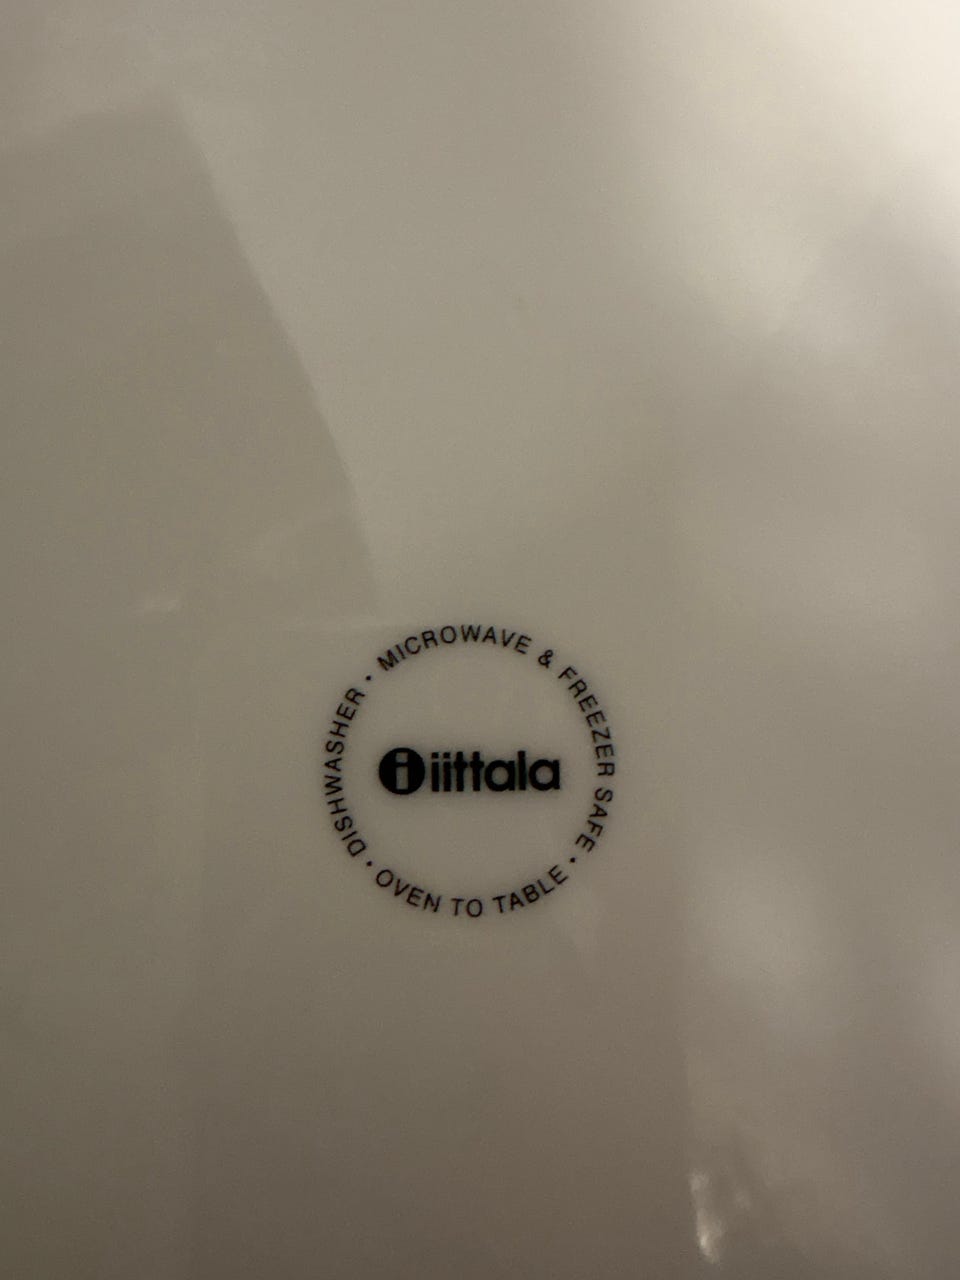 DISHWASHER • MICROWAVE & FREEZER SAFE • OVEN TO TABLE •
i iittala